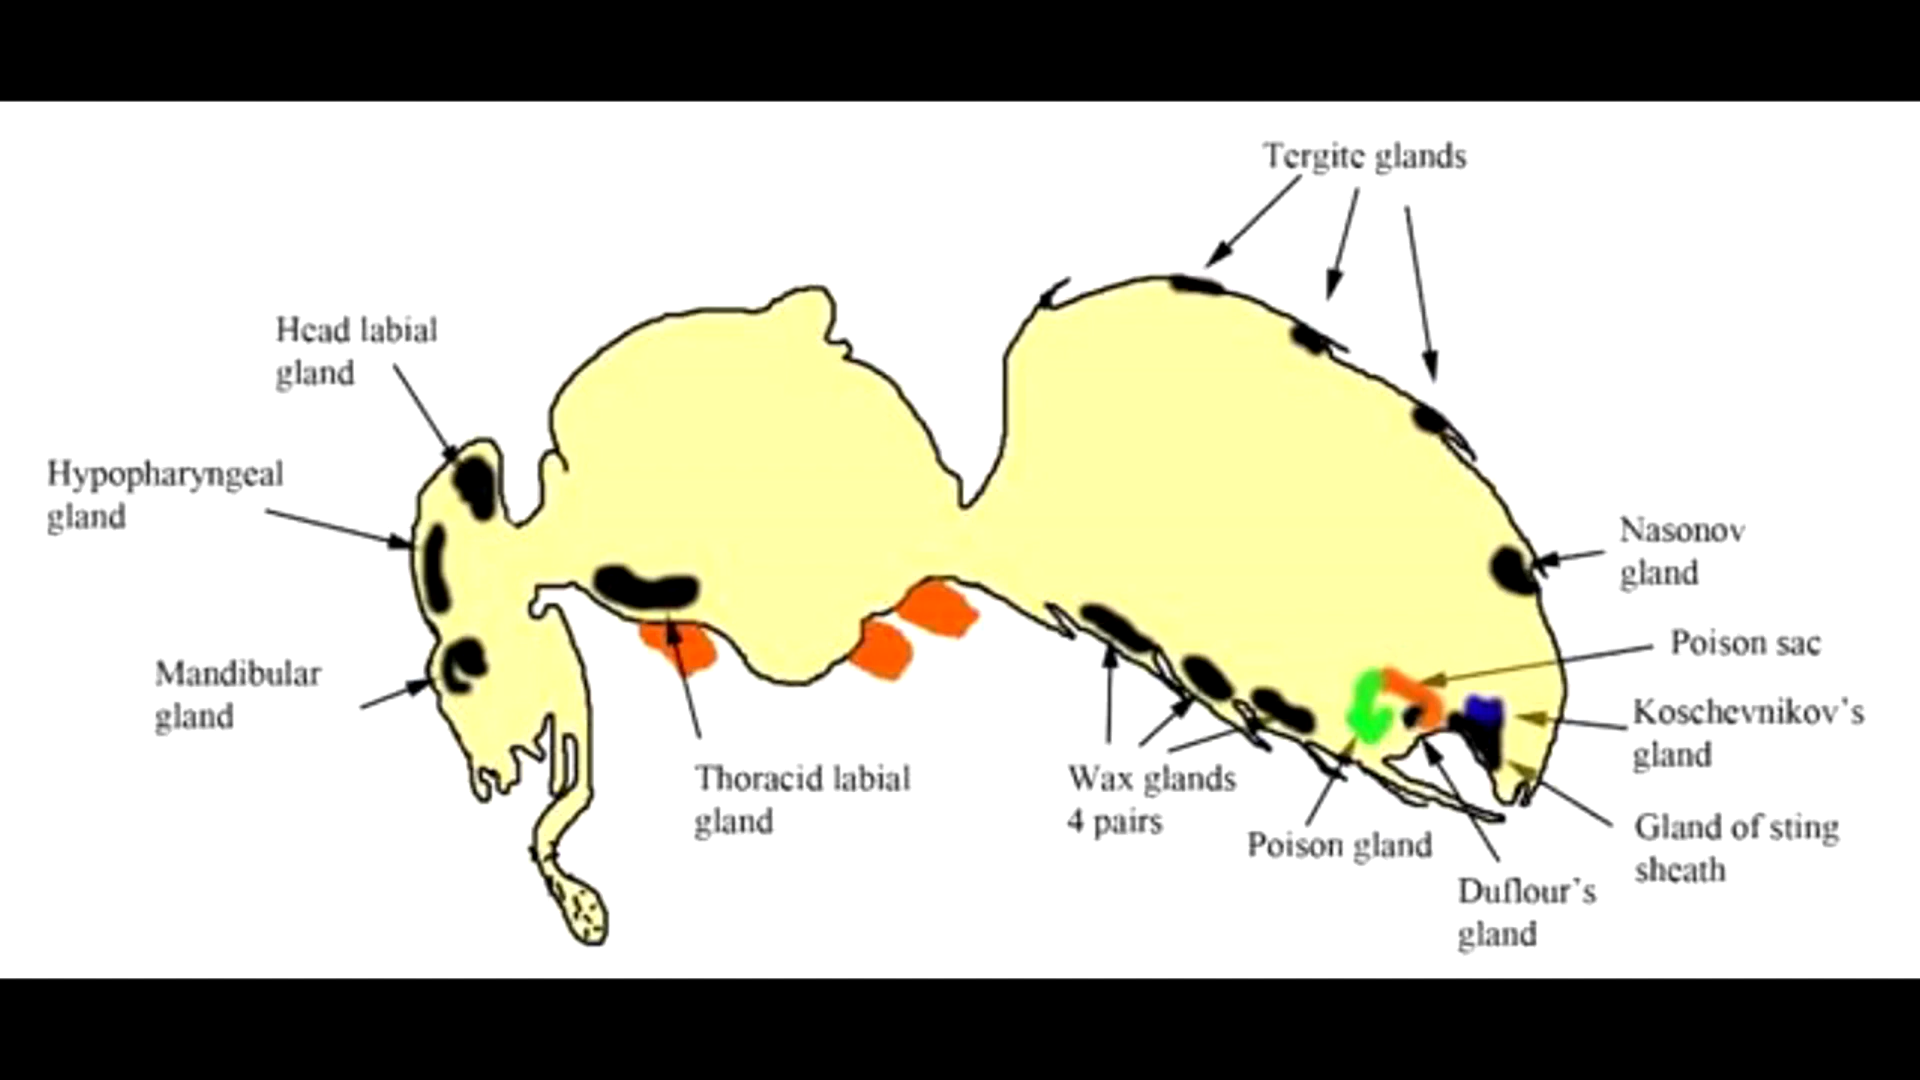 Tergite glands
Head labial
gland
Hypopharyngeal
gland
Mandibular
gland
Thoracid labial
gland
Wax glands
4 pairs
Poison gland
Duflour's
gland
Nasonov
gland
Poison sac
Koschevnikov's
gland
Gland of sting
sheath